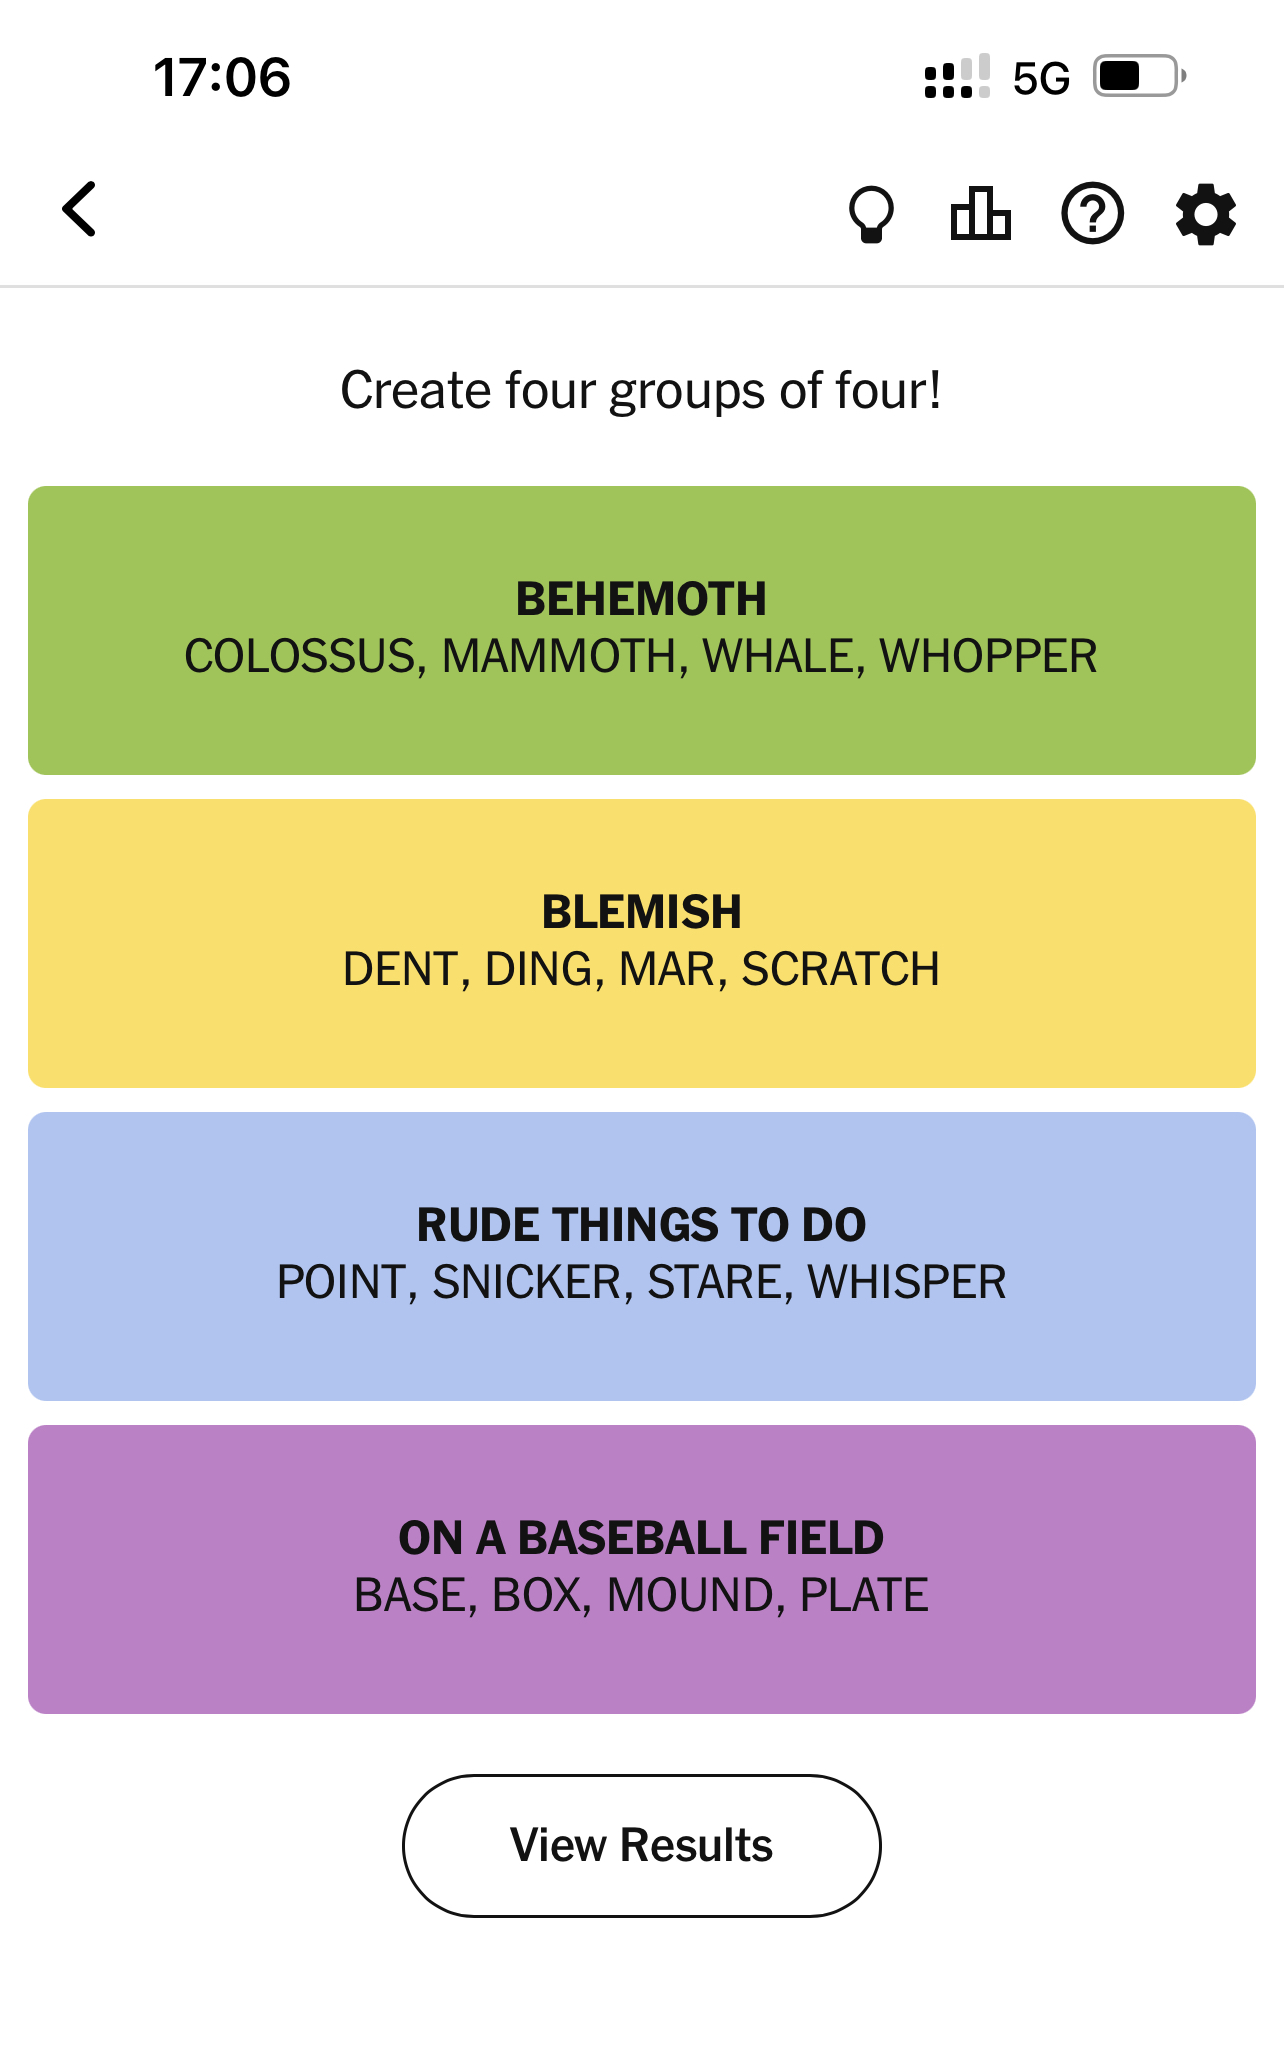 17:06
5G
?
Create four groups of four!
BEHEMOTH
COLOSSUS, MAMMOTH, WHALE, WHOPPER
BLEMISH
DENT, DING, MAR, SCRATCH
RUDE THINGS TO DO
POINT, SNICKER, STARE, WHISPER
ON A BASEBALL FIELD
BASE, BOX, MOUND, PLATE
View Results